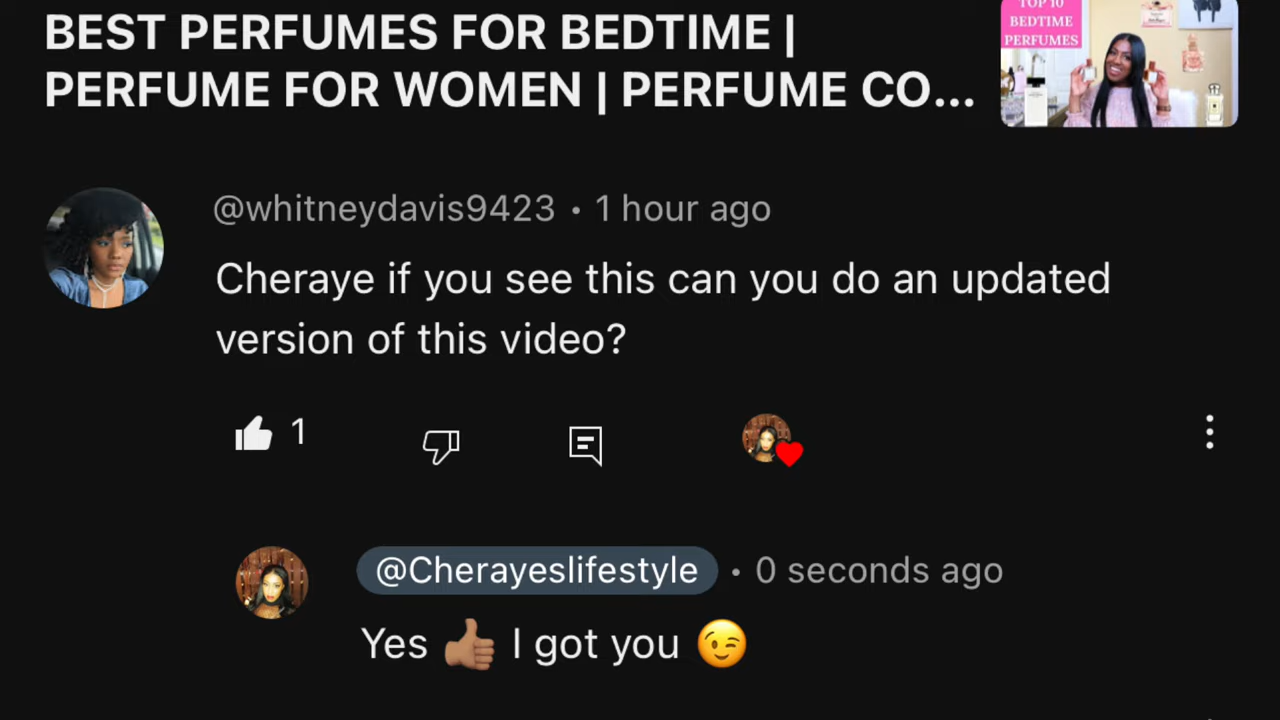 BEST PERFUMES FOR BEDTIME |
PERFUME FOR WOMEN | PERFUME CO...
TOP 10
BEDTIME
PERFUMES
@whitneydavis9423 • 1 hour ago
Cheraye if you see this can you do an updated
version of this video?
1
@Cherayeslifestyle • 0 seconds ago
Yes 👍🏽 I got you 😉